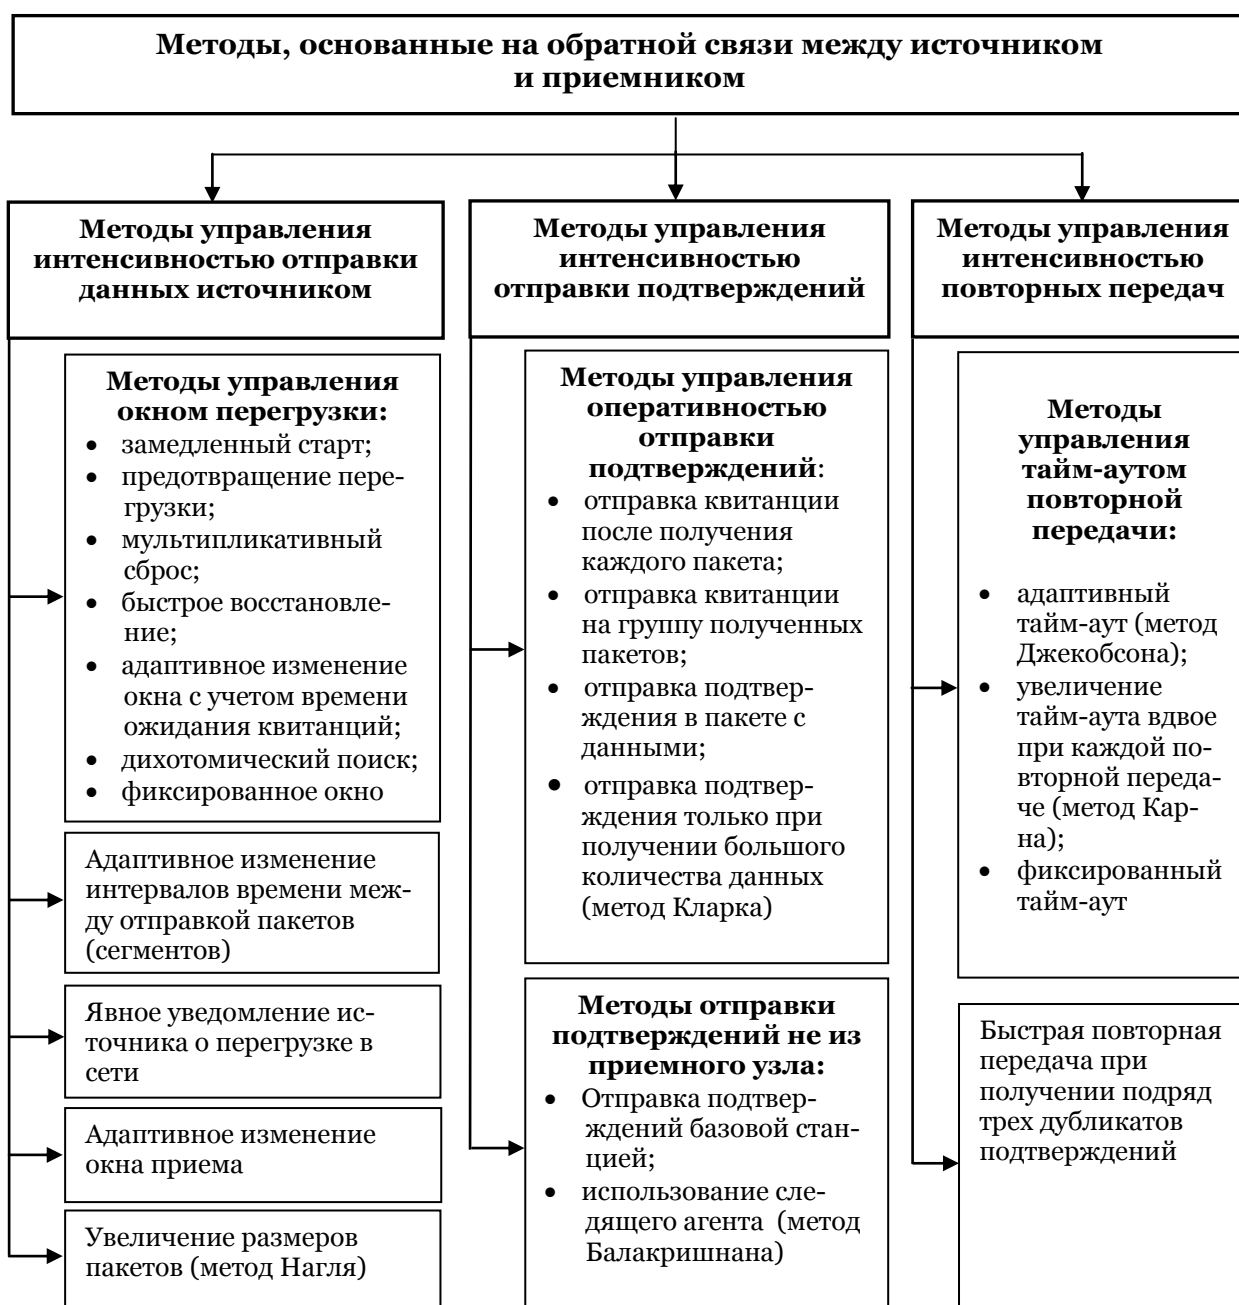 Методы, основанные на обратной связи между источником
и приемником
Методы управления
интенсивностью отправки
данных источником
Методы управления
окном перегрузки:
• замедленный старт;
• предотвращение пере-
грузки;
• мультипликативный
сброс;
• быстрое восстановле-
ние;
• адаптивное изменение
окна с учетом времени
ожидания квитанций;
• дихотомический поиск;
• фиксированное окно
Адаптивное изменение
интервалов времени меж-
ду отправкой пакетов
(сегментов)
Явное уведомление ис-
точника о перегрузке в
сети
Адаптивное изменение
окна приема
Увеличение размеров
пакетов (метод Нагля)
Методы управления
интенсивностью
отправки подтверждений
Методы управления
оперативностью
отправки
подтверждений:
• отправка квитанции
после получения
каждого пакета;
• отправка квитанции
на группу полученных
пакетов;
• отправка подтвер-
ждения в пакете с
данными;
• отправка подтвер-
ждения только при
получении большого
количества данных
(метод Кларка)
Методы отправки
подтверждений не из
приемного узла:
• Отправка подтвер-
ждений базовой стан-
цией;
• использование сле-
дящего агента (метод
Балакришнана)
Методы управления
интенсивностью
повторных передач
Методы
управления
тайм-аутом
повторной
передачи:
• адаптивный
тайм-аут (метод
Джекобсона);
• увеличение
тайм-аута вдвое
при каждой по-
вторной переда-
че (метод Кар-
на);
• фиксированный
тайм-аут
Быстрая повторная
передача при
получении подряд
трех дубликатов
подтверждений